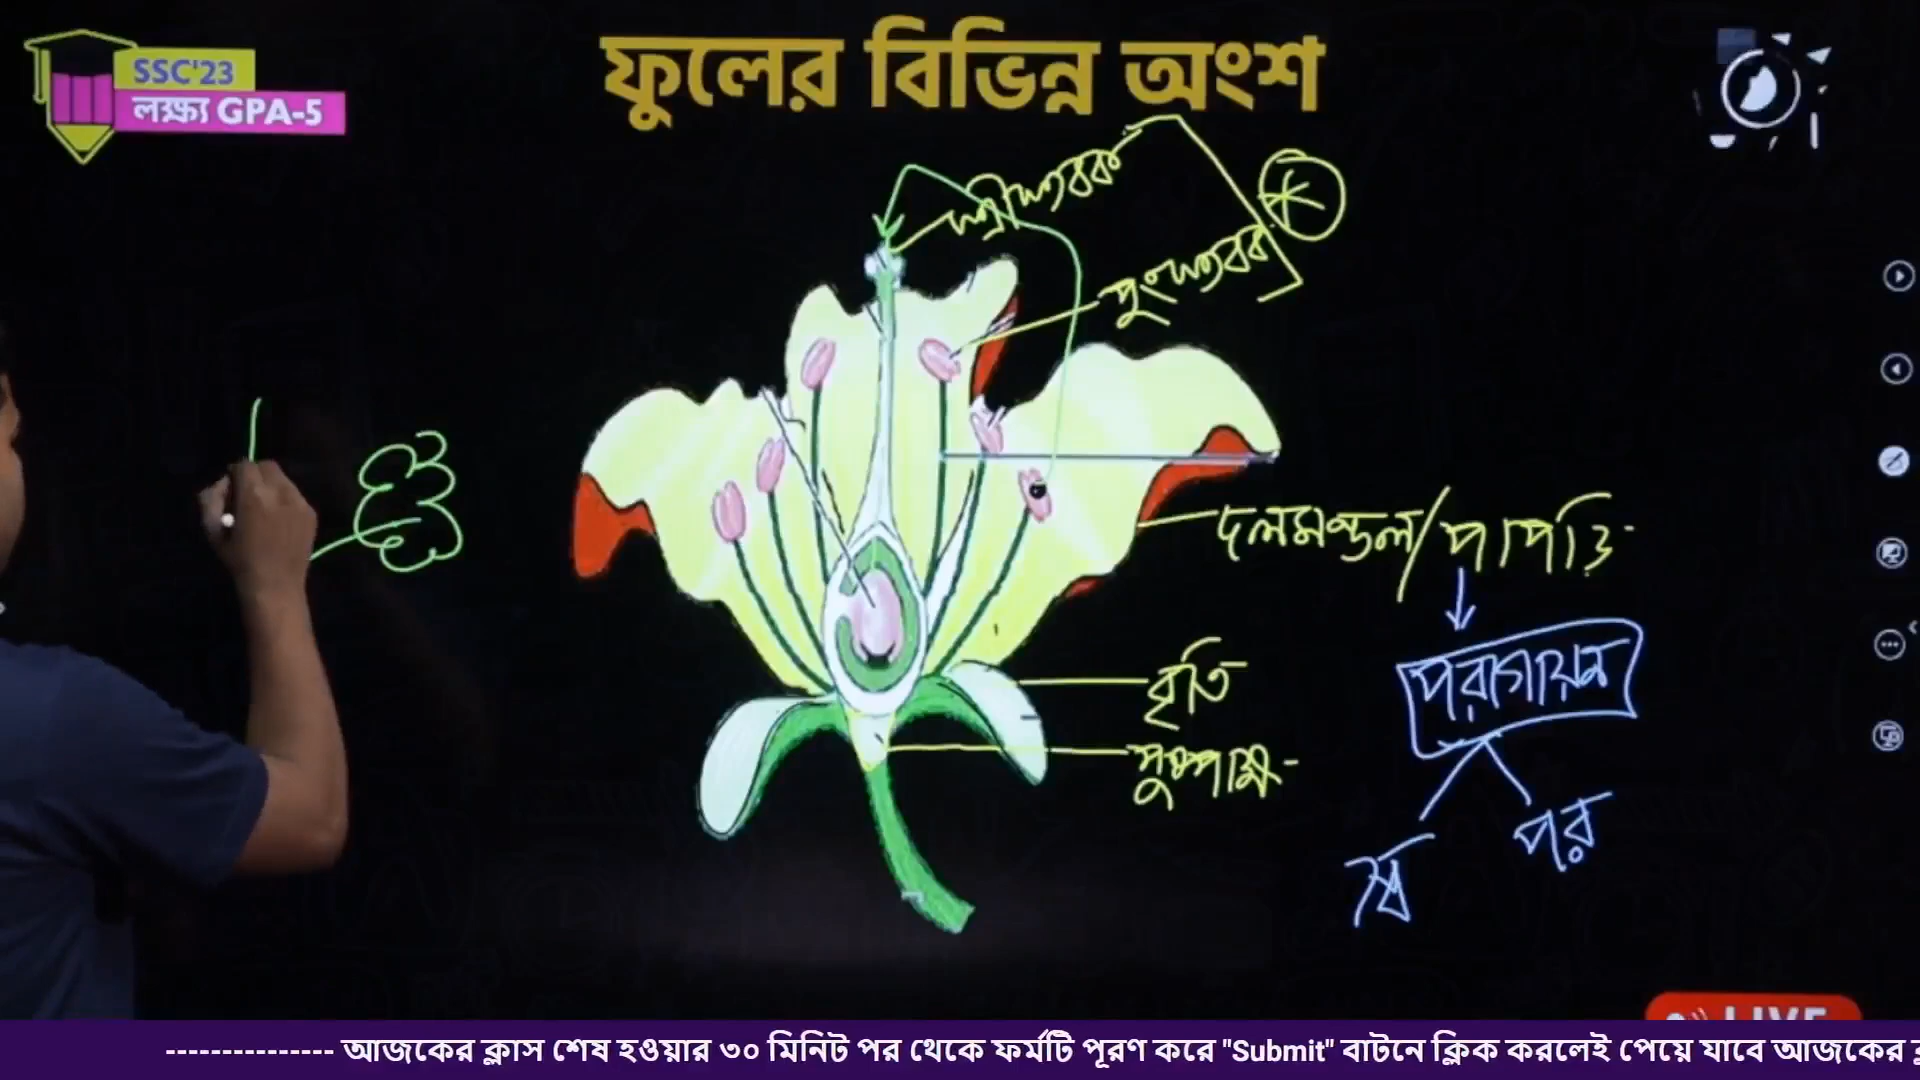 SSC'23
লক্ষ্য GPA-5
ফুলের বিভিন্ন অংশ
স্ত্রীস্তবক
পুংস্তবক
দলমন্ডল/পাপড়ি
বৃতি
পরাগায়ন
পুষ্পাক্ষ
স্ব
পর
LIVE
--------------- আজকের ক্লাস শেষ হওয়ার ৩০ মিনিট পর থেকে ফর্মটি পূরণ করে "Submit" বাটনে ক্লিক করলেই পেয়ে যাবে আজকের